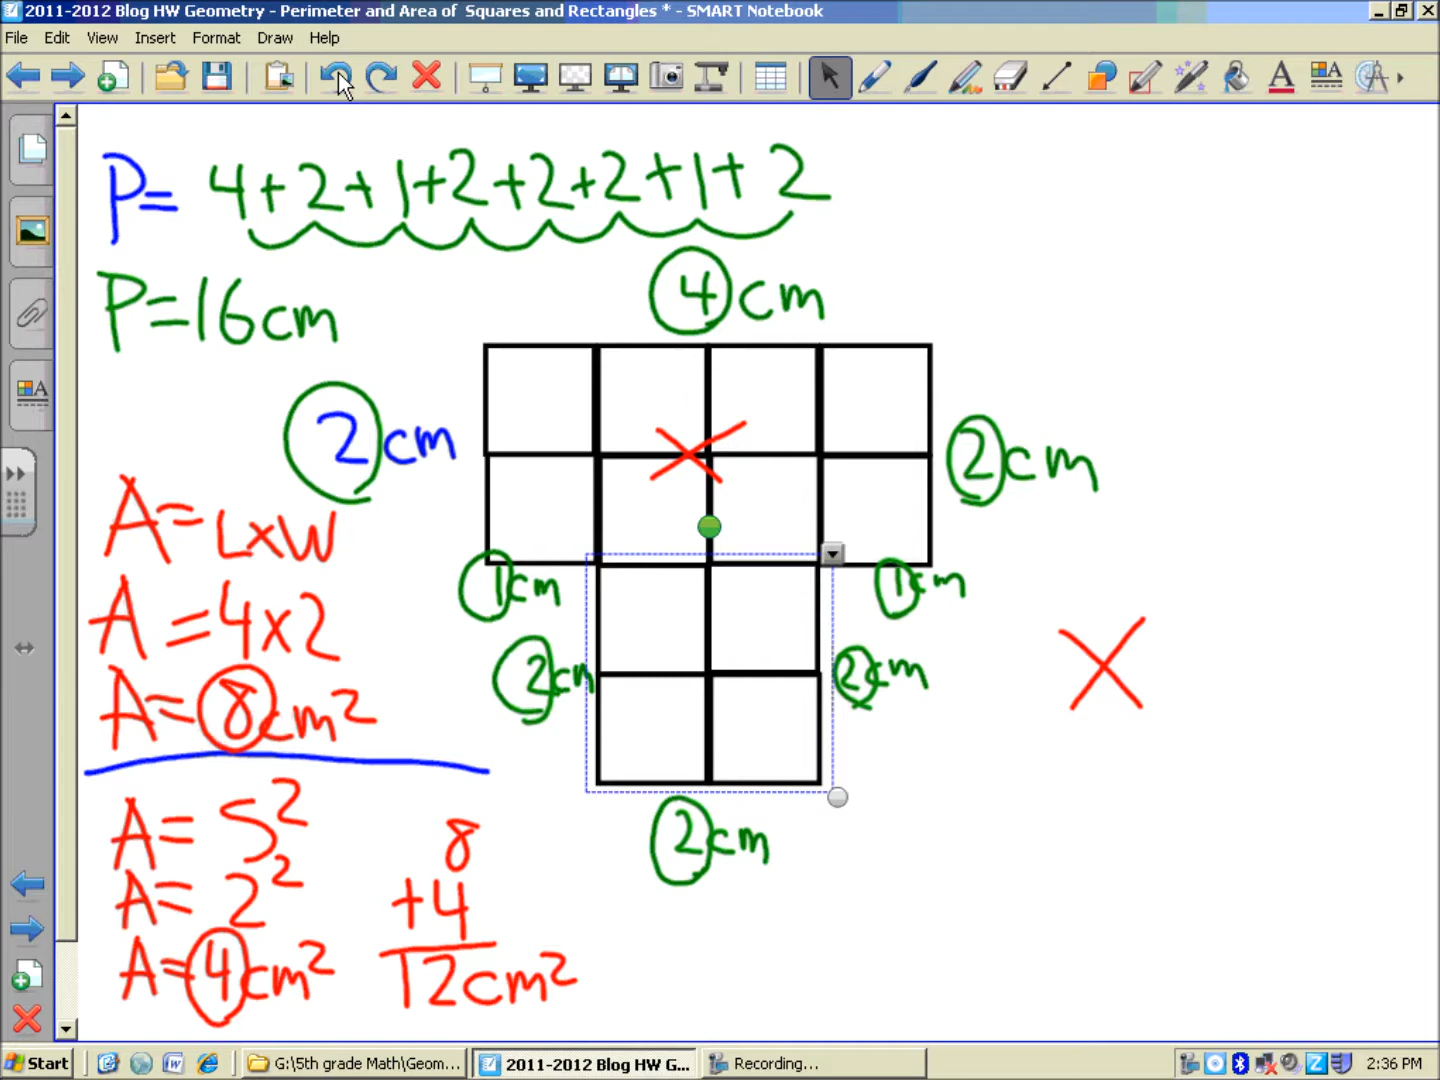 2011-2012 Blog HW Geometry - Perimeter and Area of Squares and Rectangles * - SMART Notebook
File Edit View Insert Format Draw Help
P= 4+2+1+2+2+2+1+2
P=16cm
4cm
2cm
2cm
A=LxW
1cm
1cm
A=4x2
2cm
2cm
A=8cm²
A=S²
8
2cm
A=2²
+4
A=4cm²
12cm²
Start
G:\5th grade Math\Geom...
2011-2012 Blog HW G...
Recording...
2:36 PM